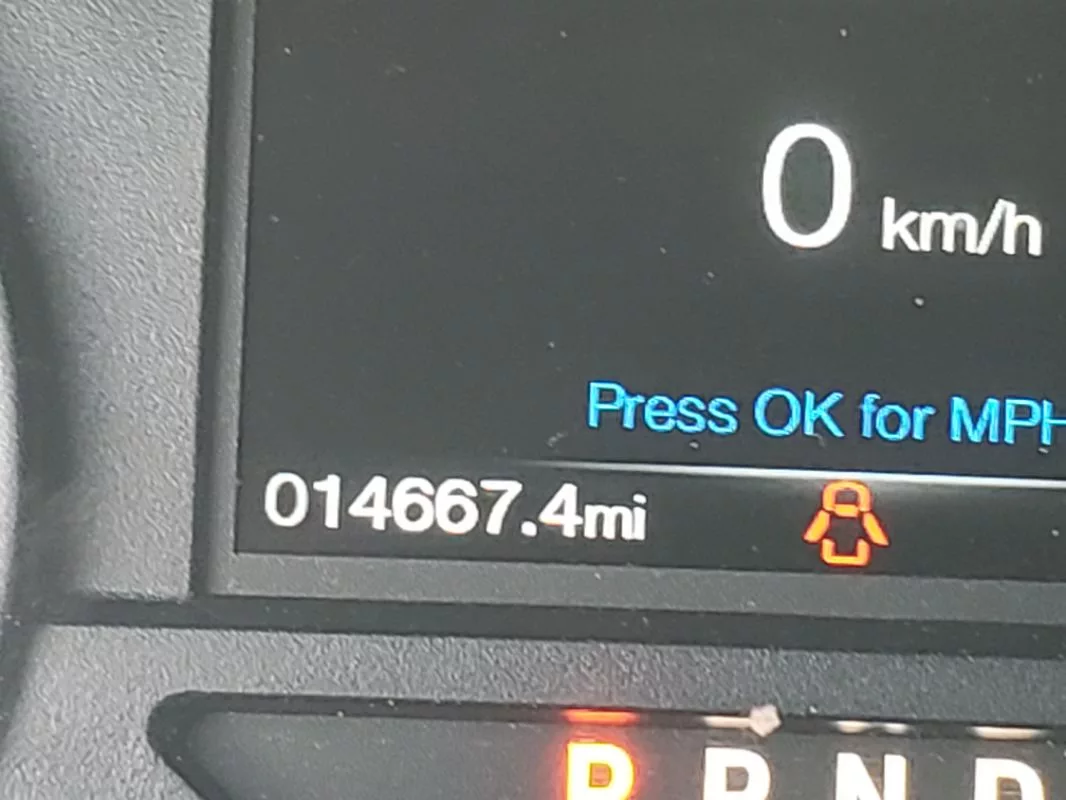 0 km/h
Press OK for MPH
014667.4mi
P R N D